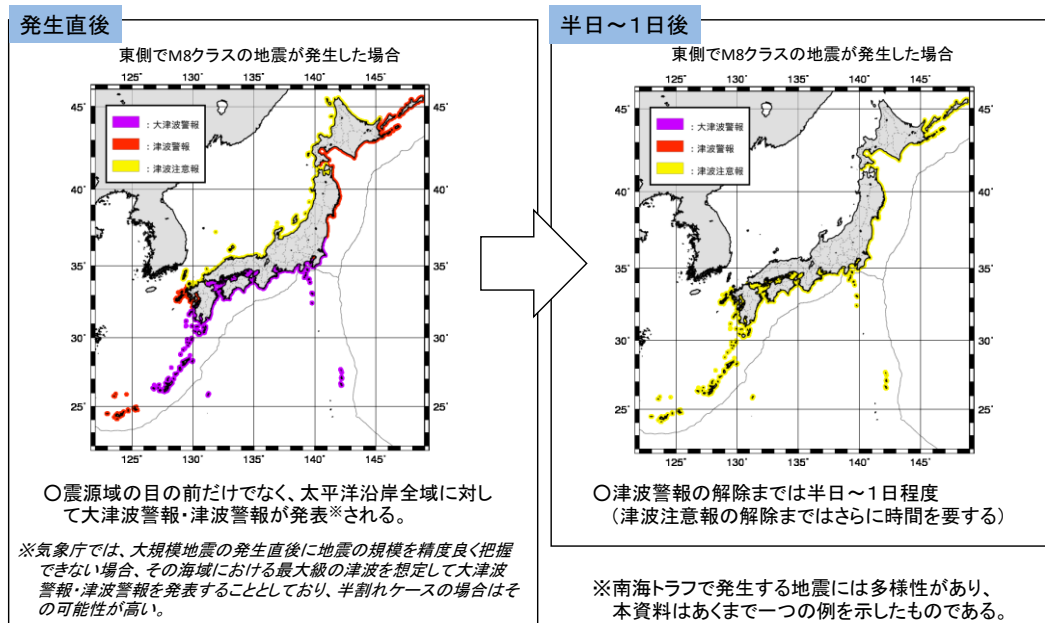 発生直後
東側でM8クラスの地震が発生した場合
125° 130° 135° 140° 145°
45°
40°
35°
30°
25°
：大津波警報
：津波警報
：津波注意報
125° 130° 135° 140° 145°
〇震源域の目の前だけでなく、太平洋沿岸全域に対し
て大津波警報・津波警報が発表※される。
※気象庁では、大規模地震の発生直後に地震の規模を精度良く把握
できない場合、その海域における最大級の津波を想定して大津波
警報・津波警報を発表することとしており、半割れケースの場合はそ
の可能性が高い。
半日～1日後
東側でM8クラスの地震が発生した場合
125° 130° 135° 140° 145°
45°
40°
35°
30°
25°
：大津波警報
：津波警報
：津波注意報
125° 130° 135° 140° 145°
〇津波警報の解除までは半日～1日程度
（津波注意報の解除まではさらに時間を要する）
※南海トラフで発生する地震には多様性があり、
本資料はあくまで一つの例を示したものである。